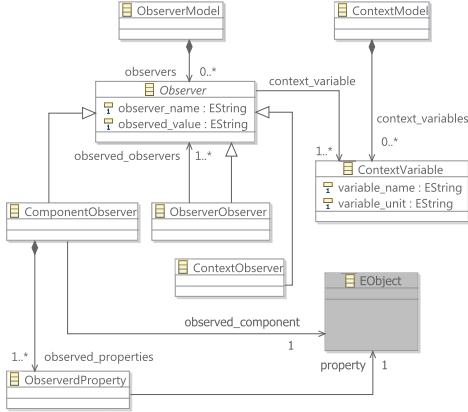 ObserverModel
ContextModel
observers
0..*
Observer
context_variable
observer_name : EString
observed_value : EString
context_variables
1..*
0..*
observed_observers
1..*
ContextVariable
variable_name : EString
variable_unit : EString
ComponentObserver
ObserverObserver
ContextObserver
EObject
observed_component
1
1..*
observed_properties
property
1
ObserverdProperty